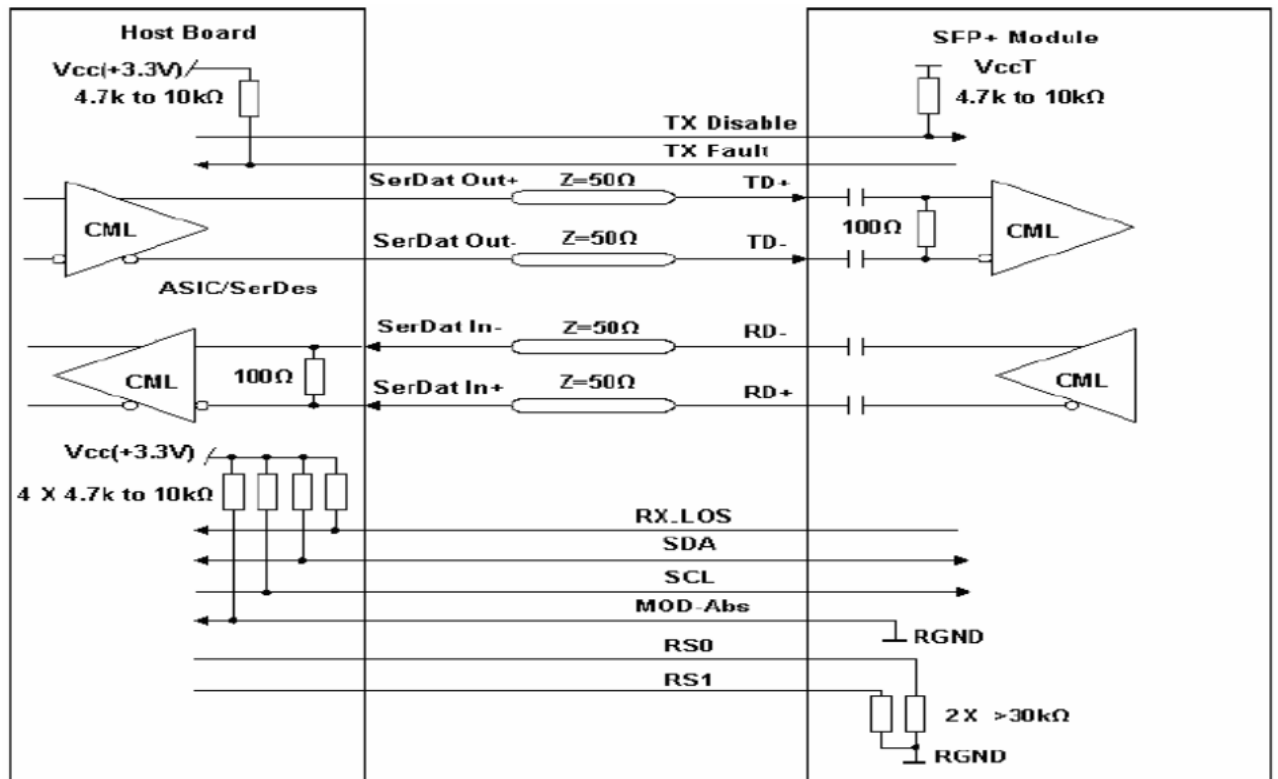 Host Board
SFP+ Module
Vcc(+3.3V)
VccT
4.7k to 10kΩ
4.7k to 10kΩ
TX Disable
TX Fault
SerDat Out+
Z=50Ω
TD+
CML
100Ω
CML
SerDat Out-
Z=50Ω
TD-
ASIC/SerDes
SerDat In-
Z=50Ω
RD-
CML
100Ω
CML
SerDat In+
Z=50Ω
RD+
Vcc(+3.3V)
4 X 4.7k to 10kΩ
RX_LOS
SDA
SCL
MOD-Abs
RGND
RS0
RS1
2X >30kΩ
RGND